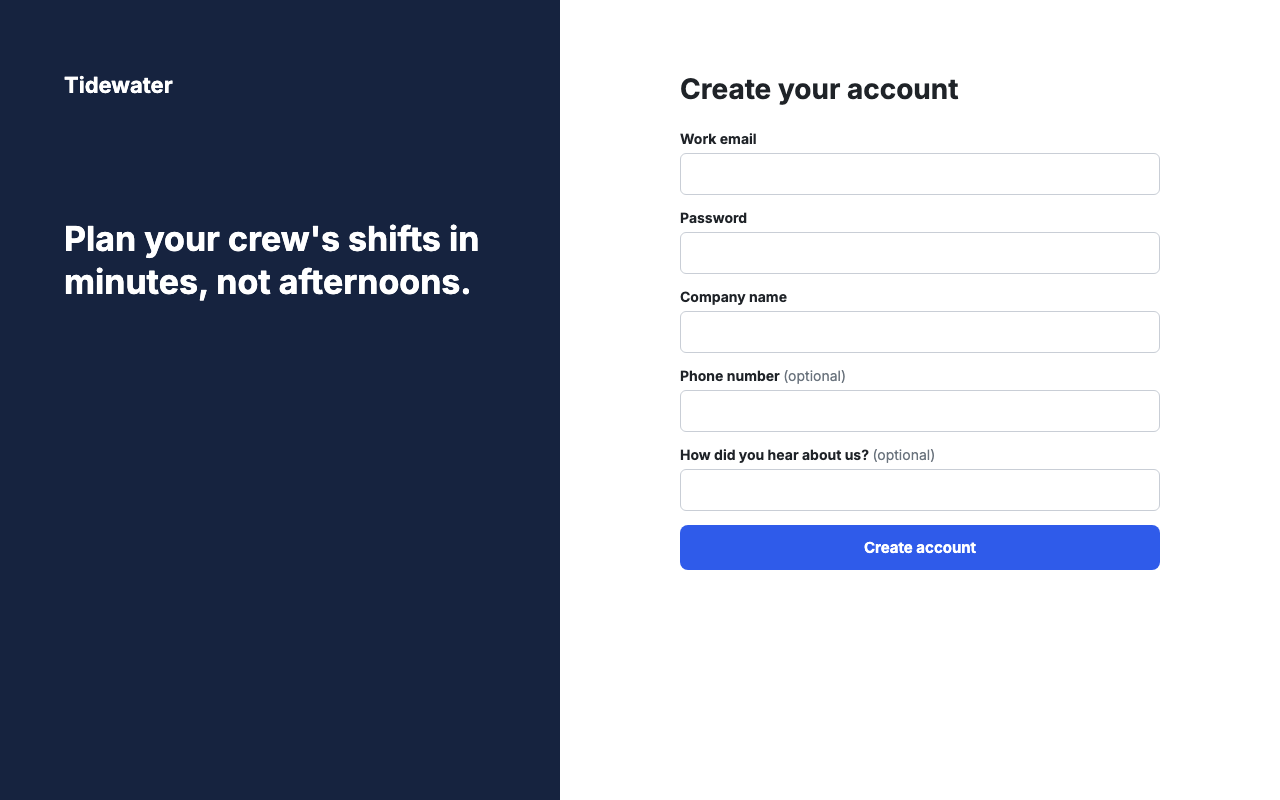 Tidewater
Plan your crew's shifts in
minutes, not afternoons.
Create your account
Work email
Password
Company name
Phone number (optional)
How did you hear about us? (optional)
Create account